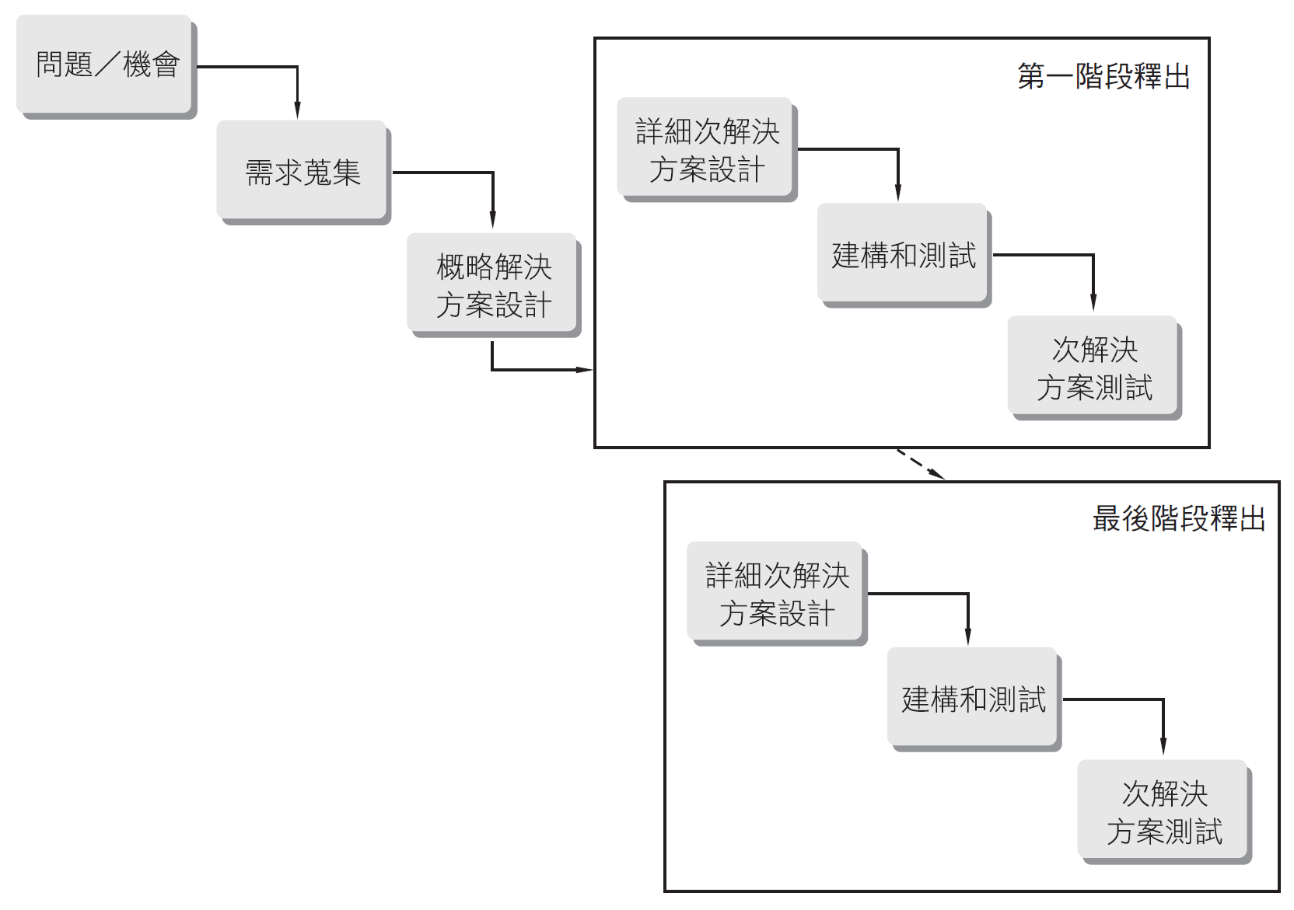 問題／機會
需求蒐集
概略解決
方案設計
第一階段釋出
詳細次解決
方案設計
建構和測試
次解決
方案測試
最後階段釋出
詳細次解決
方案設計
建構和測試
次解決
方案測試